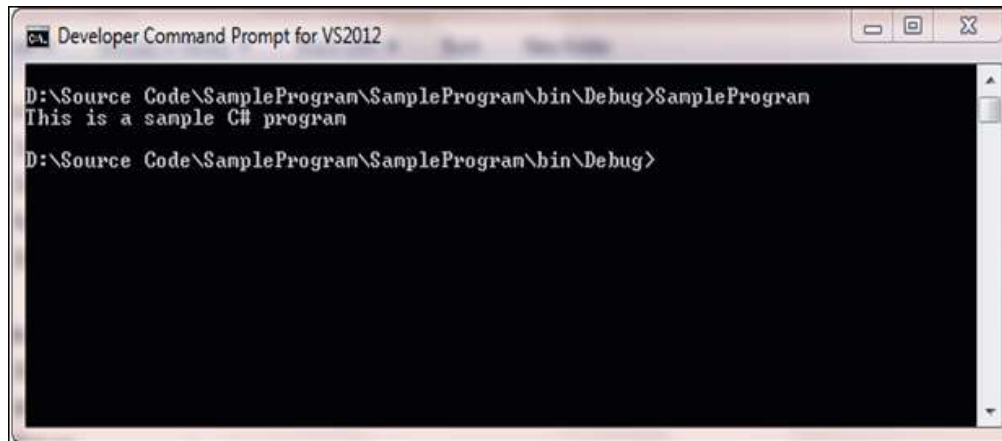 Developer Command Prompt for VS2012
D:\Source Code\SampleProgram\SampleProgram\bin\Debug>SampleProgram
This is a sample C# program
D:\Source Code\SampleProgram\SampleProgram\bin\Debug>